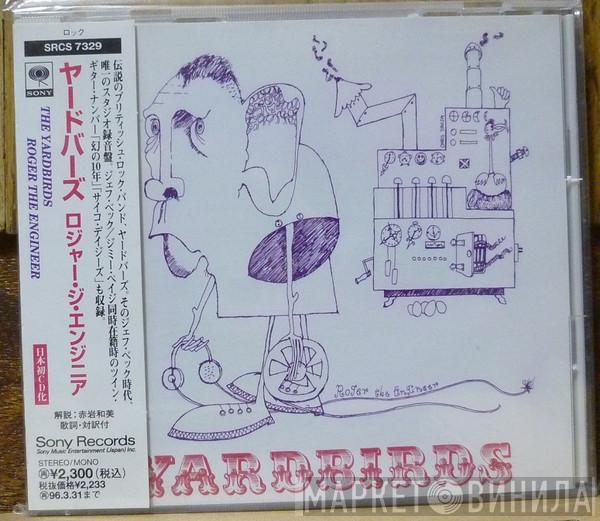 ロック
SRCS 7329
SONY
ヤードバーズ ロジャー・ジ・エンジニア
THE YARDBIRDS
ROGER THE ENGINEER
日本初CD化
伝説のブリティッシュ・ロック・バンド、ヤードバーズ。そのジェフ・ベック時代、
唯一のスタジオ録音盤。ジェフ・ベック/ジミー・ペイジ同時在籍時のツイン・
ギター・ナンバー「幻の10年」「サイコ・デイジーズ」も収録。
解説:赤岩和美
歌詞・対訳付
Sony Records
Sony Music Entertainment (Japan) Inc.
STEREO/MONO
¥2,300(税込)
税抜価格¥2,233
96.3.31まで
Roger the Engineer
YARDBIRDS
МАРКЕТ ВИНИЛА